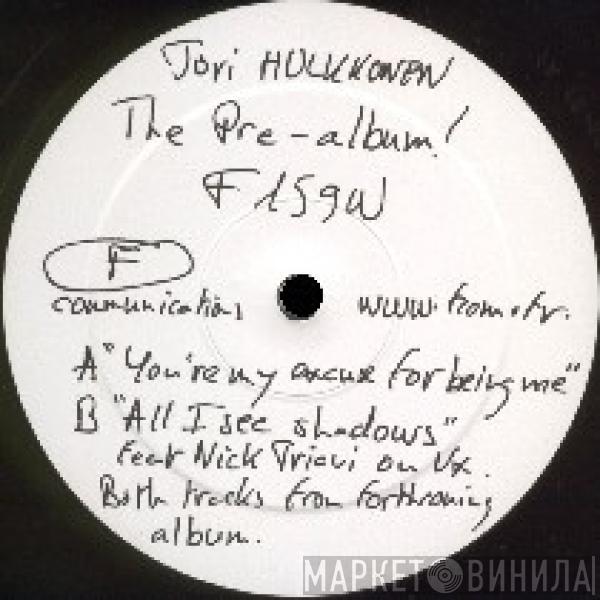 Jori HULKKONEN
The Pre-album!
F159W
F
communications www.fcom.fr.
A "You're my excuse for being me"
B "All I see shadows"
feat Nick Triani on Vx.
Both tracks from forthcoming
album.
МАРКЕТ ВИНИЛА